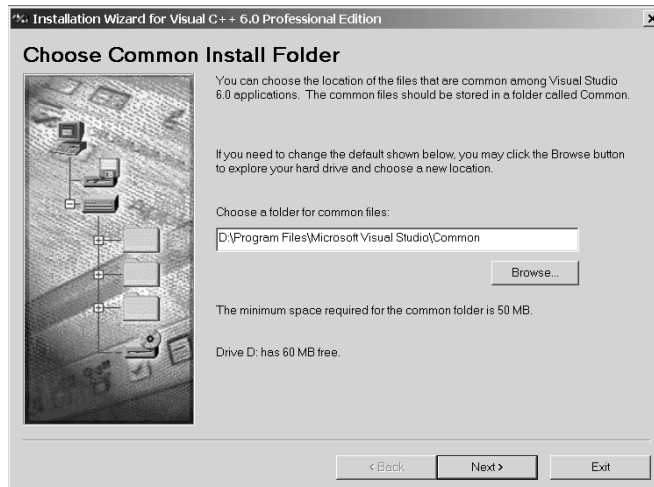 Installation Wizard for Visual C++ 6.0 Professional Edition
Choose Common Install Folder
You can choose the location of the files that are common among Visual Studio
6.0 applications. The common files should be stored in a folder called Common.
If you need to change the default shown below, you may click the Browse button
to explore your hard drive and choose a new location.
Choose a folder for common files:
D:\Program Files\Microsoft Visual Studio\Common
Browse...
The minimum space required for the common folder is 50 MB.
Drive D: has 60 MB free.
< Back
Next >
Exit